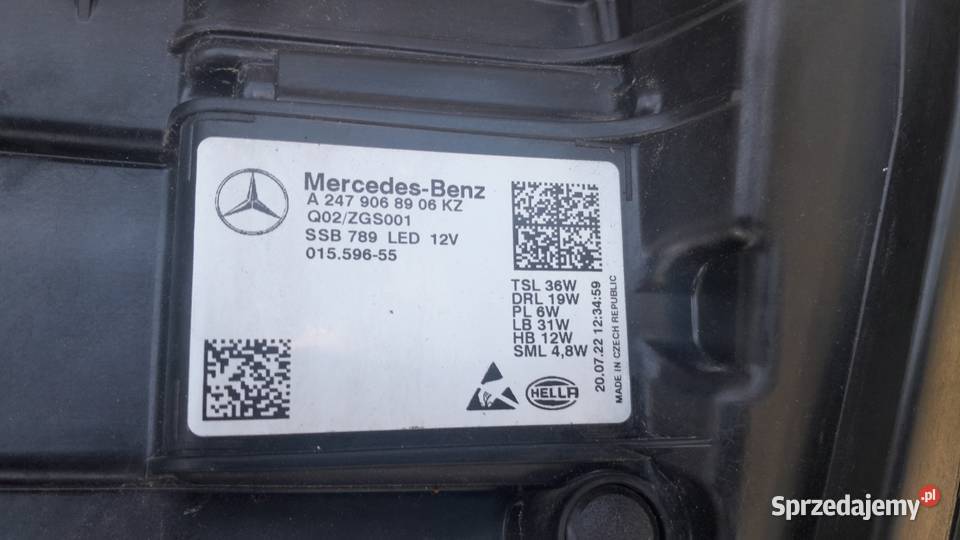 Mercedes-Benz
A 247 906 89 06 KZ
Q02/ZGS001
SSB 789 LED 12V
015.596-55
TSL 36W
DRL 19W
PL 6W
LB 31W
HB 12W
SML 4,8W
20.07.22 12:34:59
MADE IN CZECH REPUBLIC
HELLA
Sprzedajemy.pl